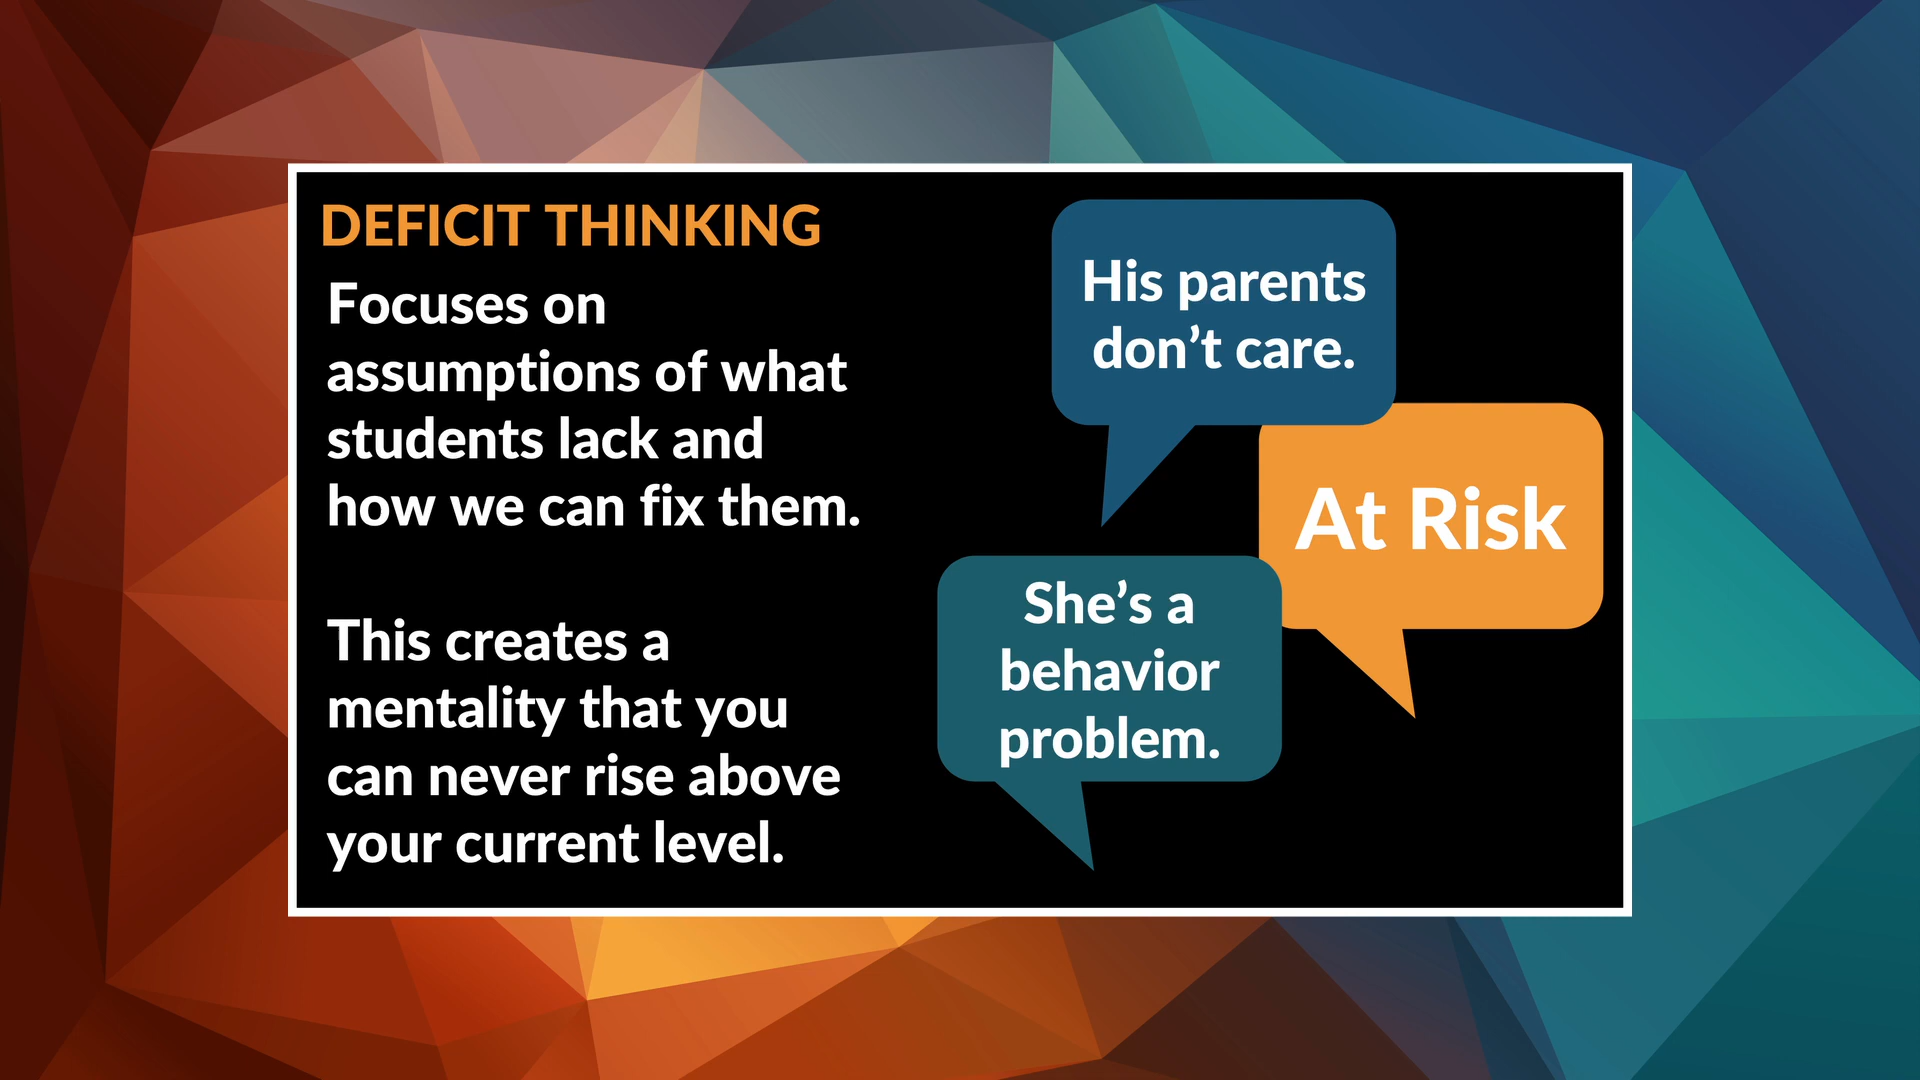 DEFICIT THINKING
Focuses on
assumptions of what
students lack and
how we can fix them.
This creates a
mentality that you
can never rise above
your current level.
His parents
don’t care.
At Risk
She’s a
behavior
problem.